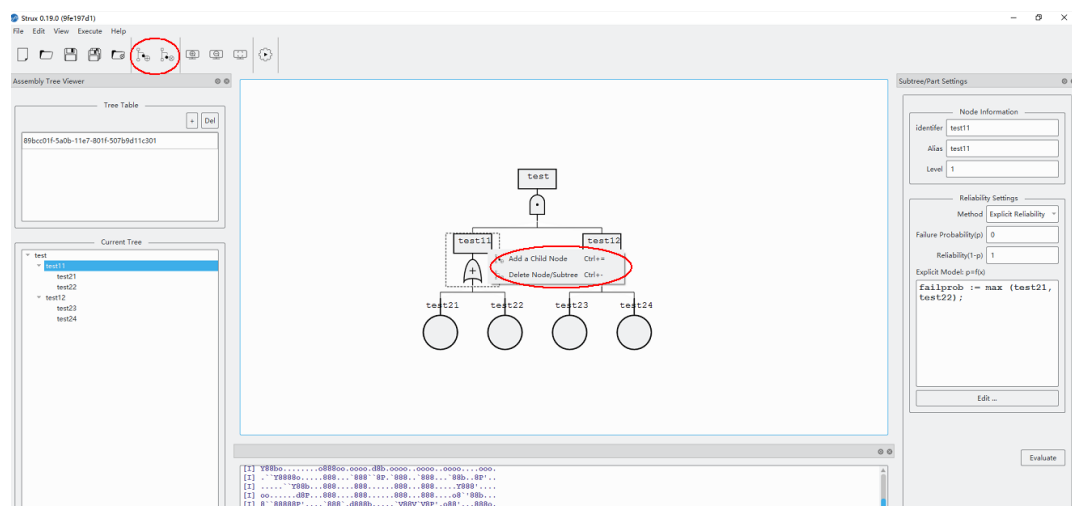 Strux 0.19.0 (9fe197d1)
File Edit View Execute Help
Assembly Tree Viewer
Tree Table
+ Del
89bcc01f-5a0b-11e7-801f-507b9d11c301
Current Tree
test
test11
test21
test22
test12
test23
test24
test
test11
test12
Add a Child Node Ctrl+=
Delete Node/Subtree Ctrl+-
test21 test22 test23 test24
Subtree/Part Settings
Node Information
identifer test11
Alias test11
Level 1
Reliability Settings
Method Explicit Reliability
Failure Probability(p) 0
Reliability(1-p) 1
Explicit Model: p=f(x)
failprob := max (test21,
test22);
Edit ...
Evaluate